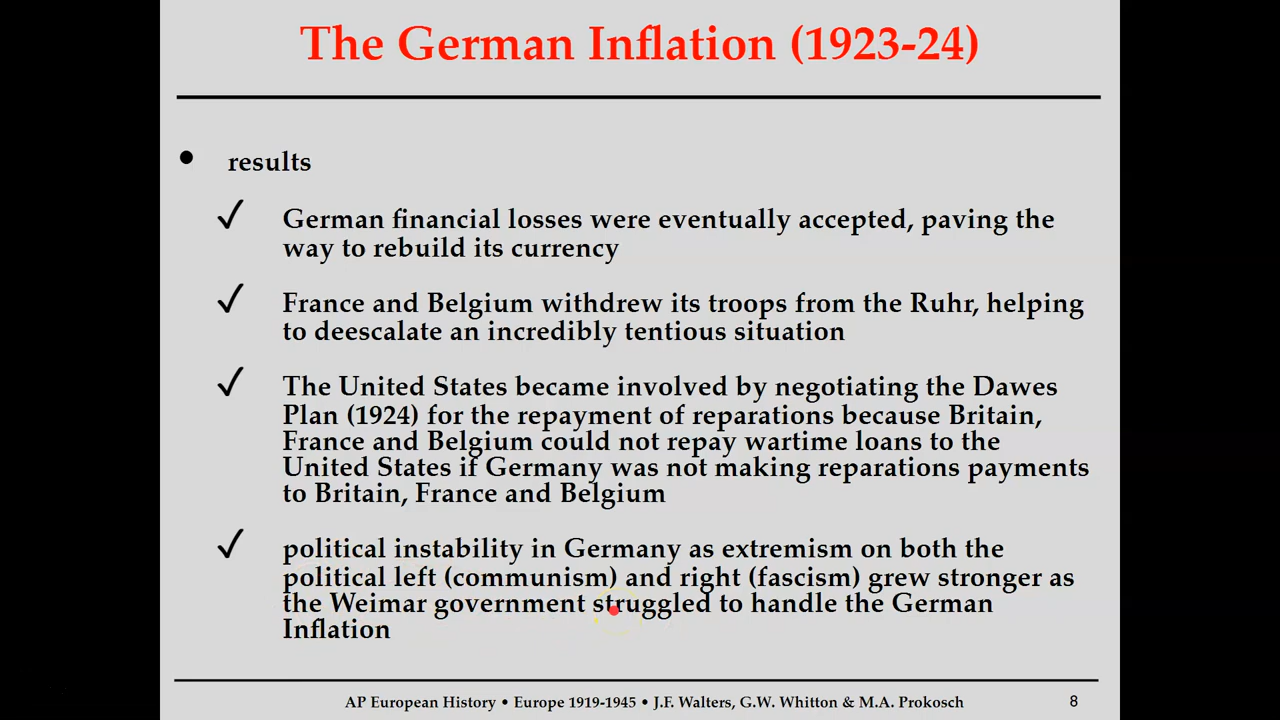 The German Inflation (1923-24)
• results
✓ German financial losses were eventually accepted, paving the
way to rebuild its currency
✓ France and Belgium withdrew its troops from the Ruhr, helping
to deescalate an incredibly tentious situation
✓ The United States became involved by negotiating the Dawes
Plan (1924) for the repayment of reparations because Britain,
France and Belgium could not repay wartime loans to the
United States if Germany was not making reparations payments
to Britain, France and Belgium
✓ political instability in Germany as extremism on both the
political left (communism) and right (fascism) grew stronger as
the Weimar government struggled to handle the German
Inflation
AP European History • Europe 1919-1945 • J.F. Walters, G.W. Whitton & M.A. Prokosch 8